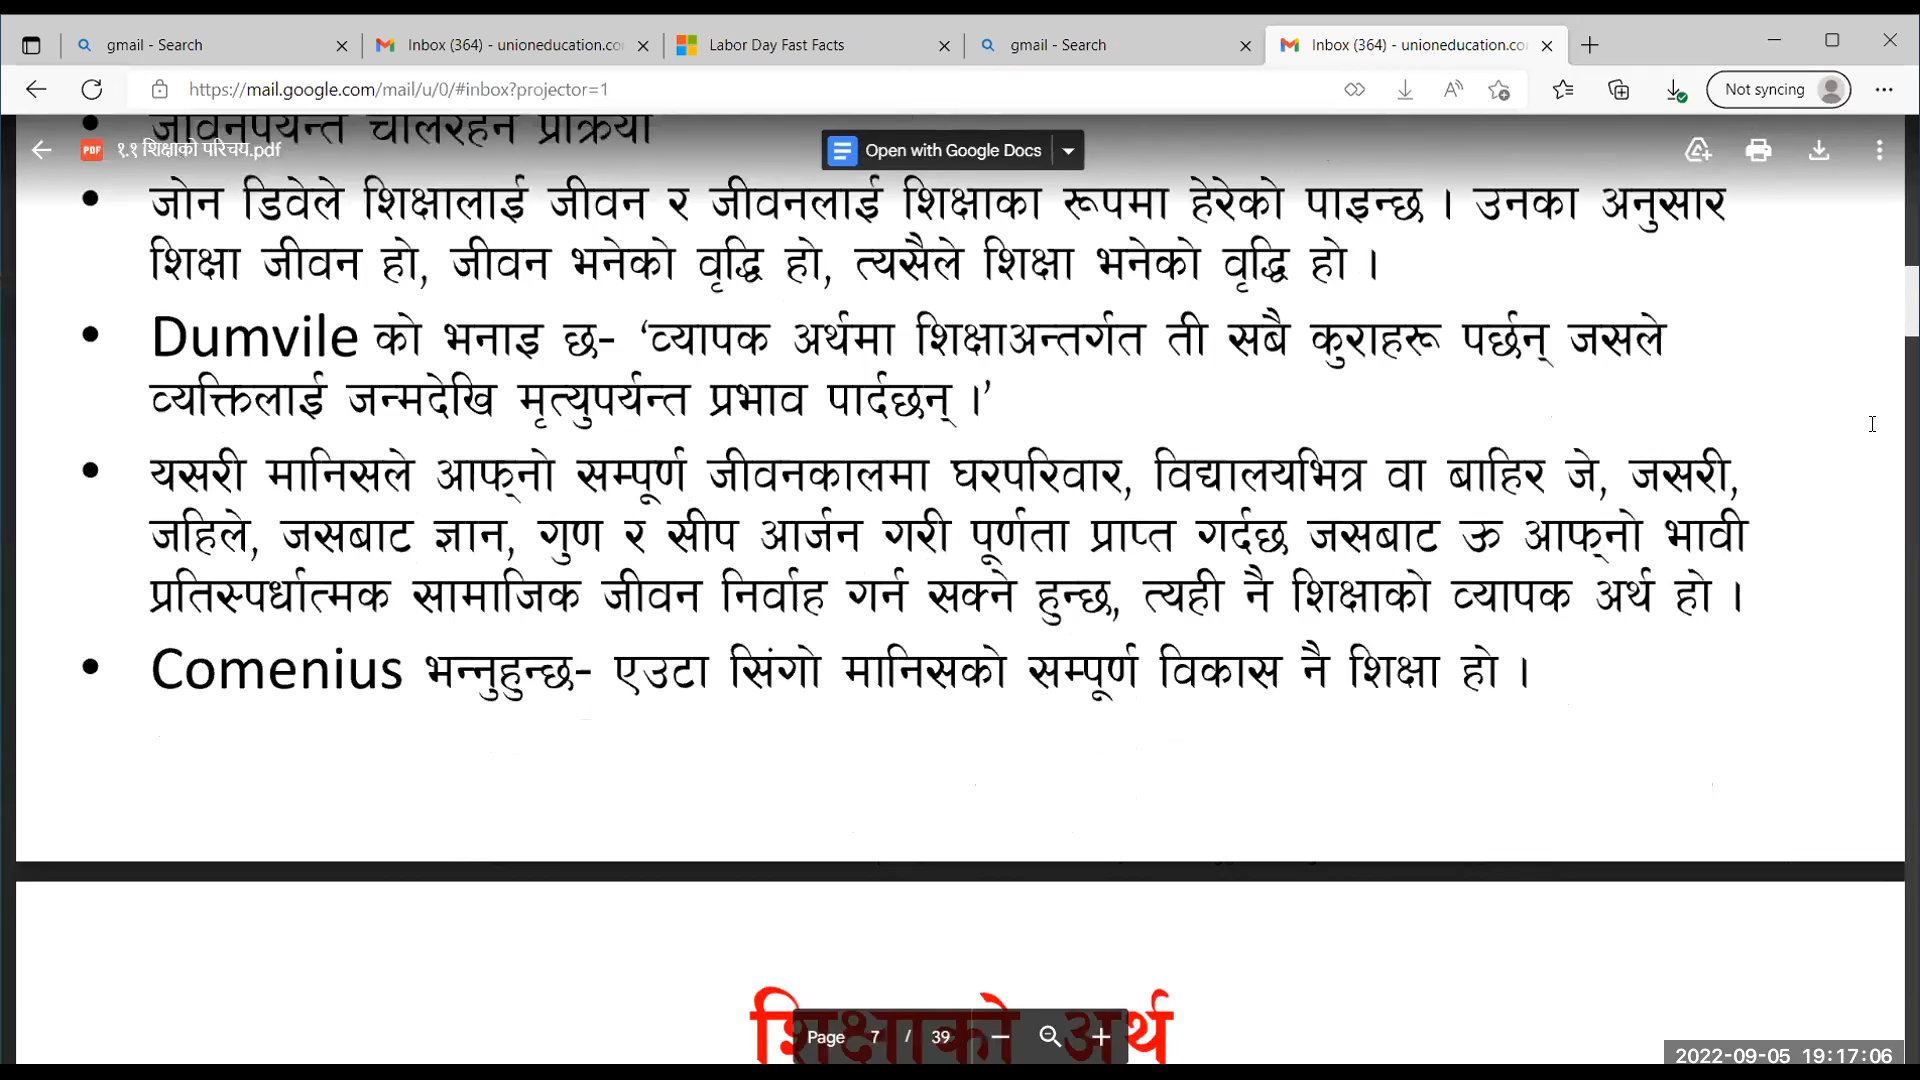 gmail - Search
Inbox (364) - unioneducation.co
Labor Day Fast Facts
gmail - Search
Inbox (364) - unioneducation.co
https://mail.google.com/mail/u/0/#inbox?projector=1
Not syncing
• जीवनपर्यन्त चलिरहने प्रक्रिया
PDF १.१ शिक्षाको परिचय.pdf
Open with Google Docs
• जोन डिवेले शिक्षालाई जीवन र जीवनलाई शिक्षाका रूपमा हेरेको पाइन्छ । उनका अनुसार
शिक्षा जीवन हो, जीवन भनेको वृद्धि हो, त्यसैले शिक्षा भनेको वृद्धि हो ।
• Dumvile को भनाइ छ- ‘व्यापक अर्थमा शिक्षाअन्तर्गत ती सबै कुराहरू पर्छन् जसले
व्यक्तिलाई जन्मदेखि मृत्युपर्यन्त प्रभाव पार्दछन् ।’
• यसरी मानिसले आफ्नो सम्पूर्ण जीवनकालमा घरपरिवार, विद्यालयभित्र वा बाहिर जे, जसरी,
जहिले, जसबाट ज्ञान, गुण र सीप आर्जन गरी पूर्णता प्राप्त गर्दछ जसबाट ऊ आफ्नो भावी
प्रतिस्पर्धात्मक सामाजिक जीवन निर्वाह गर्न सक्ने हुन्छ, त्यही नै शिक्षाको व्यापक अर्थ हो ।
• Comenius भन्नुहुन्छ- एउटा सिंगो मानिसको सम्पूर्ण विकास नै शिक्षा हो ।
शिक्षाको अर्थ
Page 7 / 39
2022-09-05 19:17:06